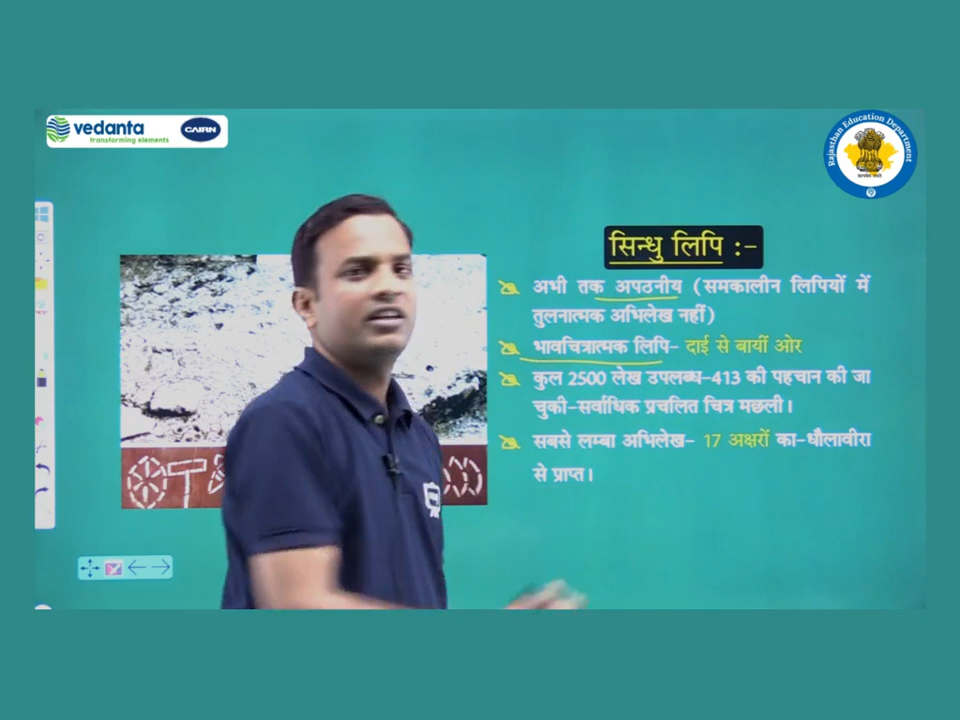 vedanta
transforming elements
CAIRN
Rajasthan Education Department
सिन्धु लिपि :-
अभी तक अपठनीय (समकालीन लिपियों में
तुलनात्मक अभिलेख नहीं)
भावचित्रात्मक लिपि- दाई से बायीं ओर
कुल 2500 लेख उपलब्ध-413 की पहचान की जा
चुकी-सर्वाधिक प्रचलित चित्र मछली।
सबसे लम्बा अभिलेख- 17 अक्षरों का-धौलावीरा
से प्राप्त।